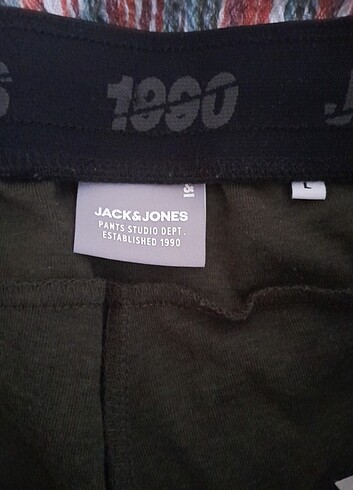 1990
JACK&JONES
PANTS STUDIO DEPT.
ESTABLISHED 1990
L